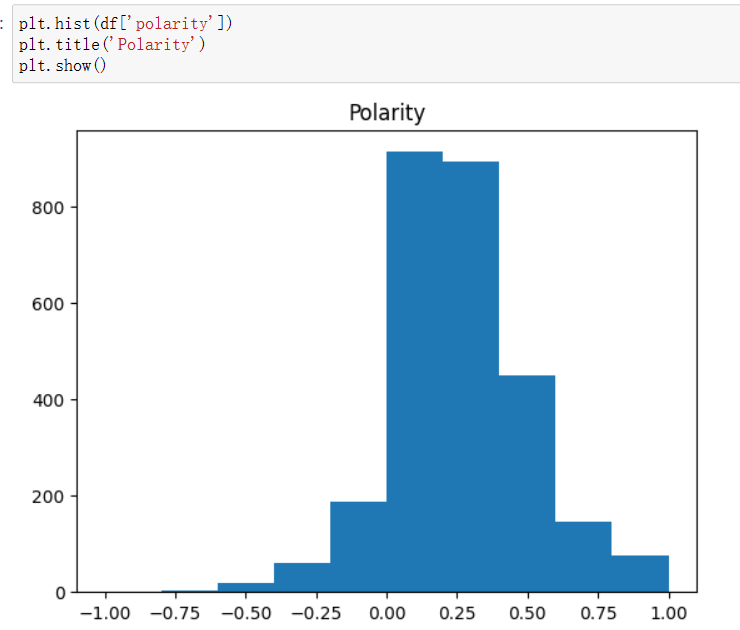 :
plt.hist(df['polarity'])
plt.title('Polarity')
plt.show()
Polarity
800
600
400
200
0
−1.00 −0.75 −0.50 −0.25 0.00 0.25 0.50 0.75 1.00